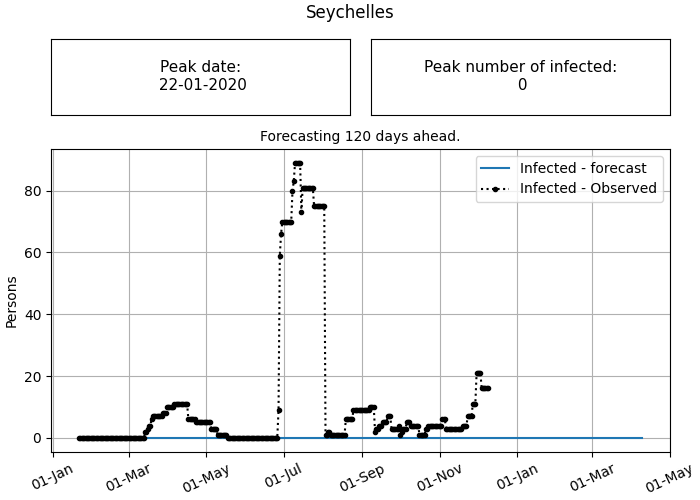 Seychelles
Peak date:
22-01-2020
Peak number of infected:
0
Forecasting 120 days ahead.
Infected - forecast
Infected - Observed
Persons
80
60
40
20
0
01-Jan
01-Mar
01-May
01-Jul
01-Sep
01-Nov
01-Jan
01-Mar
01-May